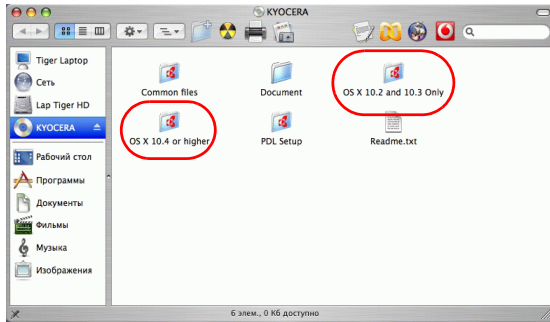 KYOCERA
Tiger Laptop
Сеть
Lap Tiger HD
KYOCERA
Рабочий стол
Программы
Документы
Фильмы
Музыка
Изображения
Common files
Document
OS X 10.2 and 10.3 Only
OS X 10.4 or higher
PDL Setup
Readme.txt
6 элем., 0 Кб доступно